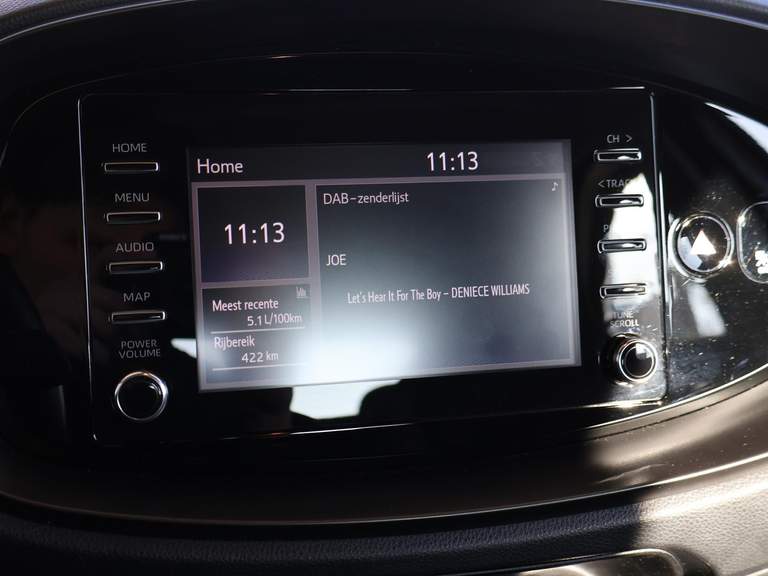 HOME
MENU
AUDIO
MAP
POWER
VOLUME
Home
11:13
11:13
Meest recente
5.1 L/100km
Rijbereik
422 km
DAB-zenderlijst
JOE
Let's Hear It For The Boy - DENIECE WILLIAMS
CH >
TUNE
SCROLL